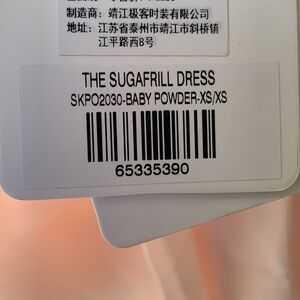 制造商：靖江极客时装有限公司
地址：江苏省泰州市靖江市斜桥镇
江平路西8号
THE SUGAFRILL DRESS
SKPO2030-BABY POWDER-XS/XS
65335390